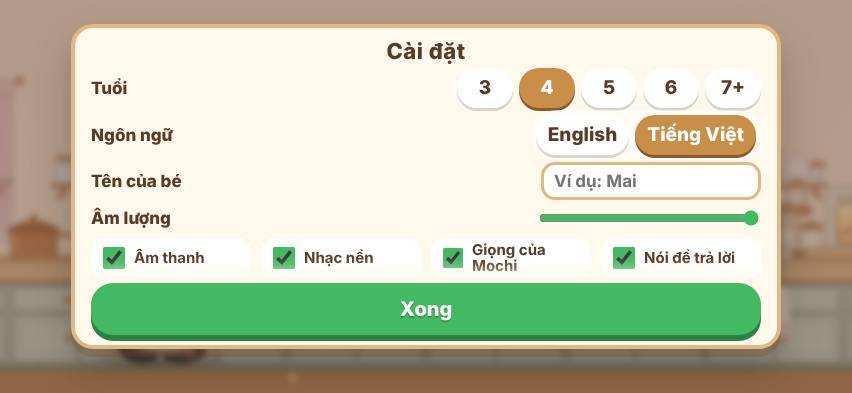 Cài đặt
Tuổi
3 4 5 6 7+
Ngôn ngữ
English Tiếng Việt
Tên của bé
Ví dụ: Mai
Âm lượng
Âm thanh
Nhạc nền
Giọng của
Mochi
Nói để trả lời
Xong